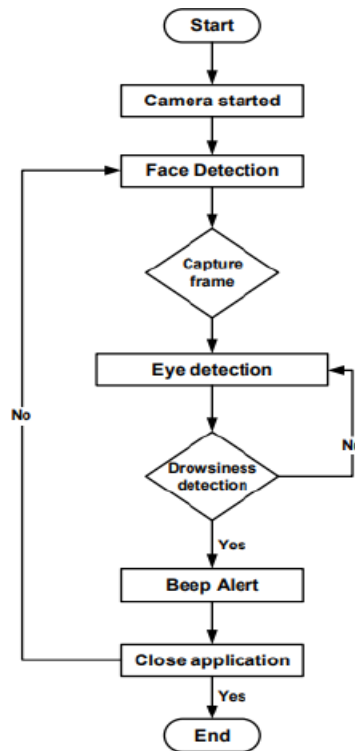 Start
Camera started
Face Detection
Capture
frame
Eye detection
No
No
Drowsiness
detection
Yes
Beep Alert
Close application
Yes
End